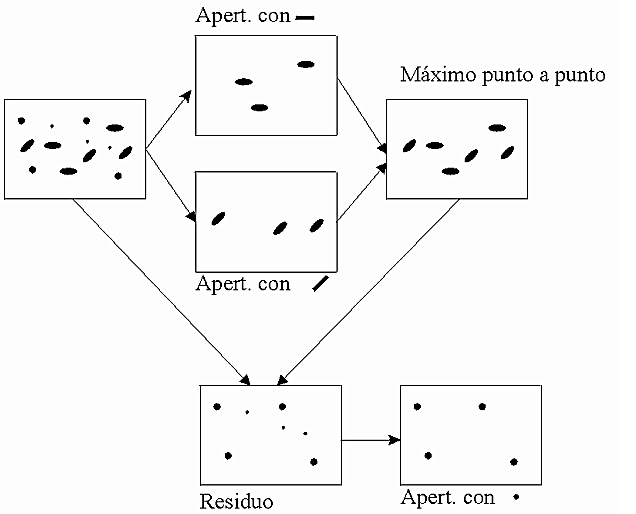 Apert. con
Máximo punto a punto
Apert. con
Residuo
Apert. con